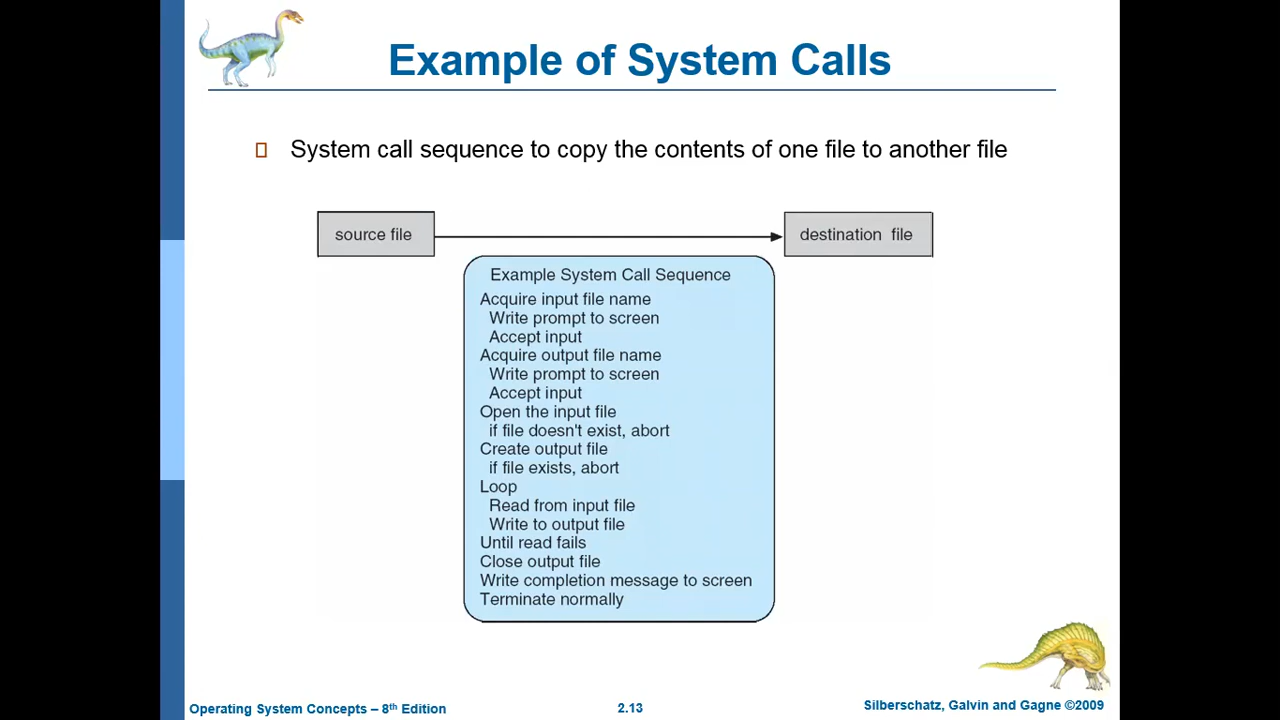 Example of System Calls
System call sequence to copy the contents of one file to another file
source file
destination file
Example System Call Sequence
Acquire input file name
Write prompt to screen
Accept input
Acquire output file name
Write prompt to screen
Accept input
Open the input file
if file doesn't exist, abort
Create output file
if file exists, abort
Loop
Read from input file
Write to output file
Until read fails
Close output file
Write completion message to screen
Terminate normally
Operating System Concepts – 8th Edition
2.13
Silberschatz, Galvin and Gagne ©2009